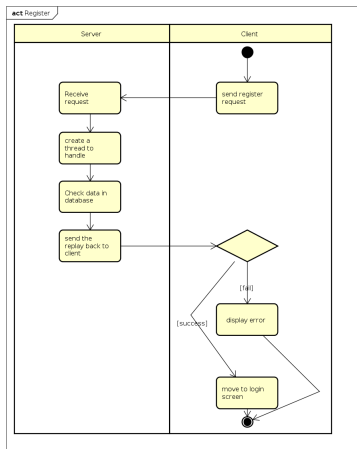 act Register
Server
Client
Receive
request
send register
request
create a
thread to
handle
Check data in
database
send the
replay back to
client
[fail]
display error
[success]
move to login
screen